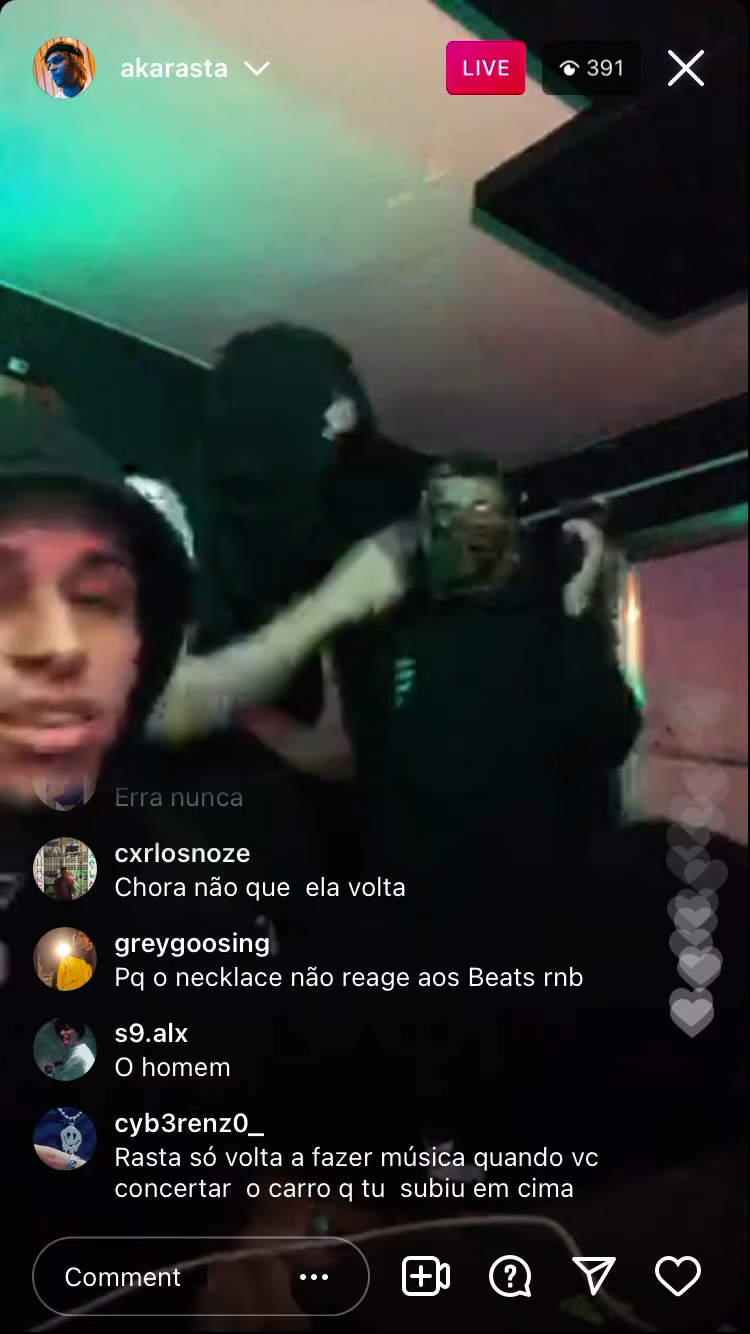 akarasta
LIVE
391
Erra nunca
cxrlosnoze
Chora não que ela volta
greygoosing
Pq o necklace não reage aos Beats rnb
s9.alx
O homem
cyb3renz0_
Rasta só volta a fazer música quando vc
concertar o carro q tu subiu em cima
Comment